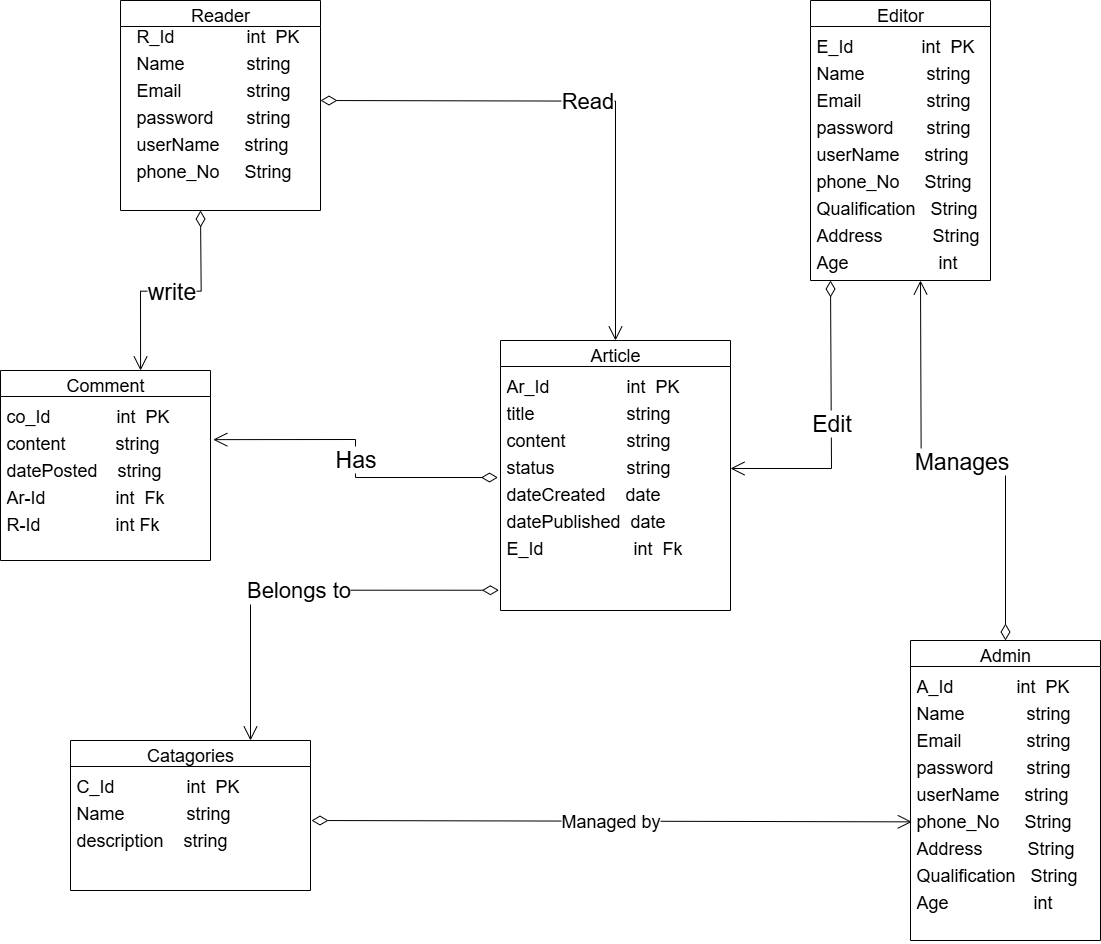 Reader
R_Id int PK
Name string
Email string
password string
userName string
phone_No String
Editor
E_Id int PK
Name string
Email string
password string
userName string
phone_No String
Qualification String
Address String
Age int
Read
write
Comment
co_Id int PK
content string
datePosted string
Ar-Id int Fk
R-Id int Fk
Article
Ar_Id int PK
title string
content string
status string
dateCreated date
datePublished date
E_Id int Fk
Has
Edit
Manages
Belongs to
Catagories
C_Id int PK
Name string
description string
Managed by
Admin
A_Id int PK
Name string
Email string
password string
userName string
phone_No String
Address String
Qualification String
Age int